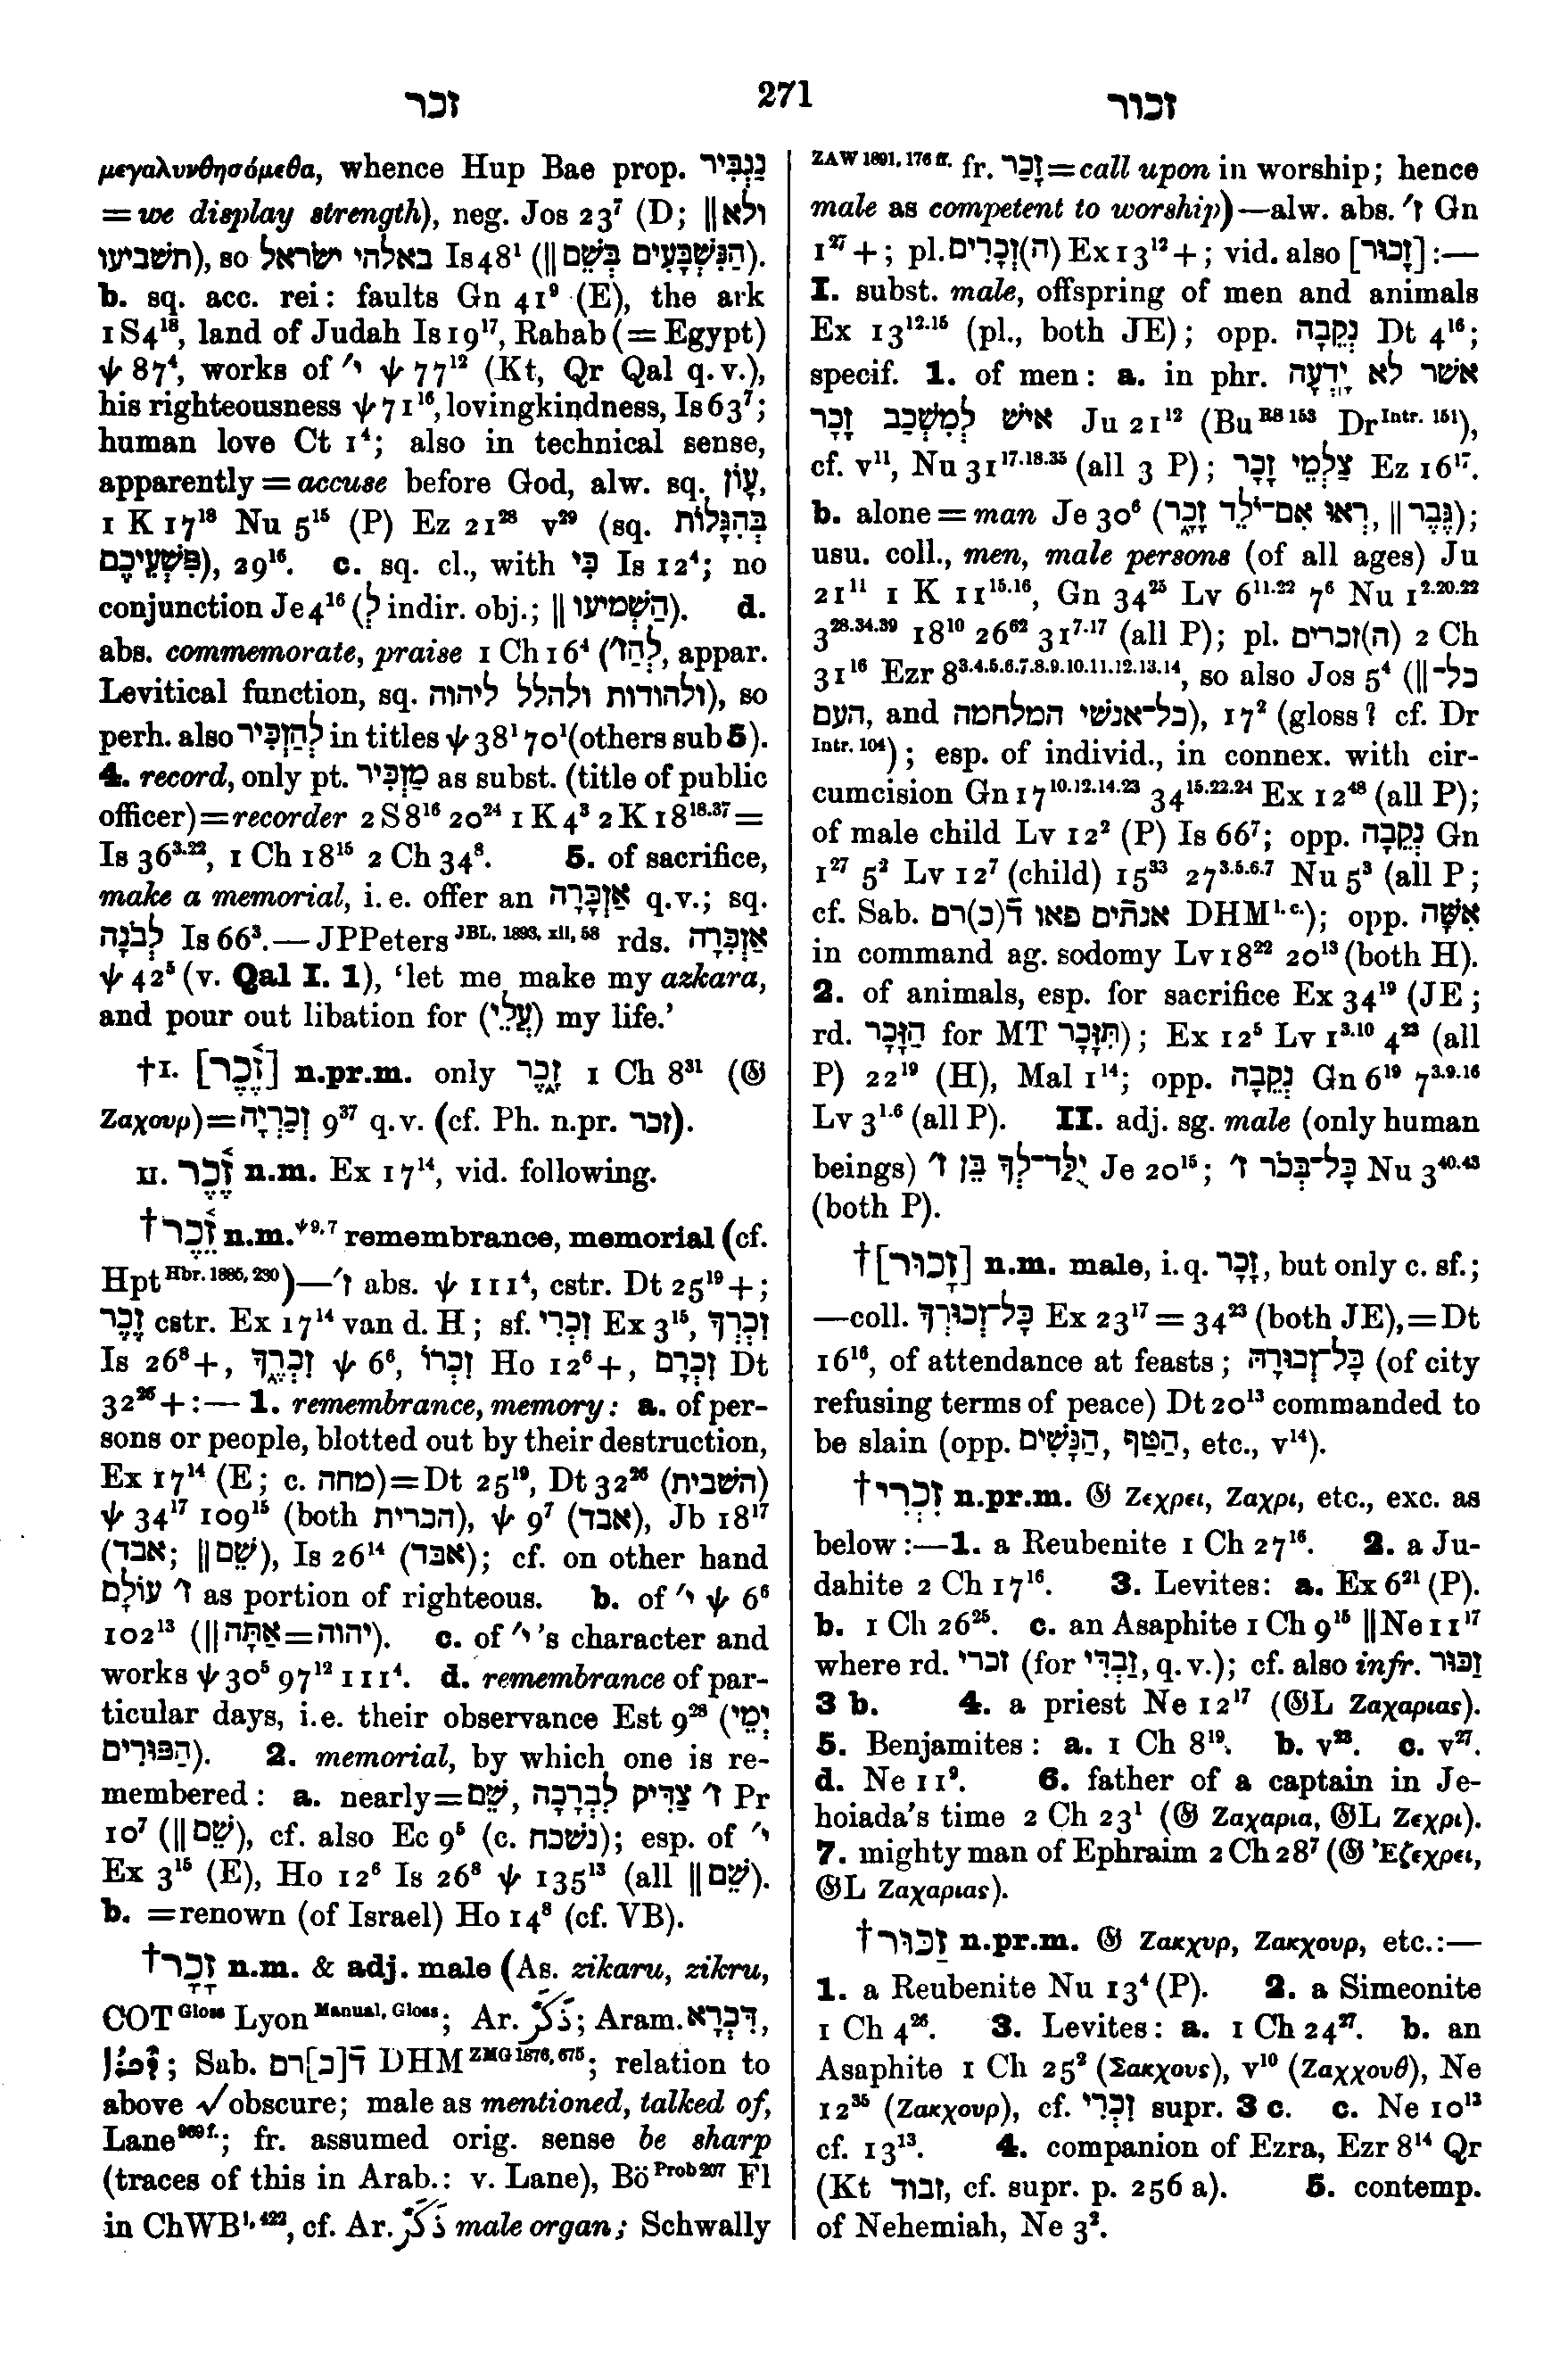 זכר
271
זכור
μεγαλυνθησόμεθα, whence Hup Bae prop. נַגְבִּיר
= we display strength), neg. Jos 23⁷ (D; ‖ ולא
תשביעו), so באלהי ישראל Is 48¹ (‖ הַנִּשְׁבָּעִים בְּשֵׁם).
b. sq. acc. rei: faults Gn 41⁹ (E), the ark
1 S 4¹⁸, land of Judah Is 19¹⁷, Rahab (= Egypt)
ψ 87⁴, works of י׳ ψ 77¹² (Kt, Qr Qal q.v.),
his righteousness ψ 71¹⁶, lovingkindness, Is 63⁷;
human love Ct 1⁴; also in technical sense,
apparently = accuse before God, alw. sq. עָוֹן,
1 K 17¹⁸ Nu 5¹⁵ (P) Ez 21²⁸ v²⁹ (sq. בְּהִגָּלוֹת
פִּשְׁעֵיכֶם), 29¹⁶. c. sq. cl., with כִּי Is 12⁴; no
conjunction Je 4¹⁶ (לְ indir. obj.; ‖ הַשְׁמִיעוּ). d.
abs. commemorate, praise 1 Ch 16⁴ (לְהַז׳, appar.
Levitical function, sq. ולהודות ולהלל ליהוה), so
perh. also לְהַזְכִּיר in titles ψ 38¹ 70¹ (others sub 5).
4. record, only pt. מַזְכִּיר as subst. (title of public
officer) = recorder 2 S 8¹⁶ 20²⁴ 1 K 4³ 2 K 18¹⁸·³⁷ =
Is 36³·²², 1 Ch 18¹⁵ 2 Ch 34⁸. 5. of sacrifice,
make a memorial, i.e. offer an אַזְכָּרָה q.v.; sq.
לְבֹנָה Is 66³.—JPPeters JBL, 1893, xii, 58 rds. אַזְכָּרָה
ψ 42⁵ (v. Qal I. 1), ‘let me make my azkara,
and pour out libation for (עֲלֵי) my life.’
†I. [זֶ֫כֶר] n.pr.m. only זָ֑כֶר 1 Ch 8³¹ (𝔊
Ζαχουρ) = זְכַרְיָה 9³⁷ q.v. (cf. Ph. n.pr. זכר).
II. זֶ֫כֶר n.m. Ex 17¹⁴, vid. following.
†זֵ֫כֶר n.m. ψ 9, 7 remembrance, memorial (cf.
Hpt Hbr. 1885, 230)—ז׳ abs. ψ 111⁴, cstr. Dt 25¹⁹ +;
זֶכֶר cstr. Ex 17¹⁴ van d. H; sf. זִכְרִי Ex 3¹⁵, זִכְרְךָ
Is 26⁸ +, זִכְרֶ֑ךָ ψ 6⁶, זִכְרוֹ Ho 12⁶ +, זִכְרָם Dt
32²⁶ + :— 1. remembrance, memory: a. of per-
sons or people, blotted out by their destruction,
Ex 17¹⁴ (E; c. מחה) = Dt 25¹⁹, Dt 32²⁶ (השבית)
ψ 34¹⁷ 109¹⁵ (both הכרית), ψ 9⁷ (אבד), Jb 18¹⁷
(אבד; ‖ שֵׁם), Is 26¹⁴ (אבּד); cf. on other hand
ז׳ עוֹלָם as portion of righteous. b. of י׳ ψ 6⁶
102¹³ (‖ אַתָּה = יהוה). c. of י׳’s character and
works ψ 30⁵ 97¹² 111⁴. d. remembrance of par-
ticular days, i.e. their observance Est 9²⁸ (יְמֵי
הַפּוּרִים). 2. memorial, by which one is re-
membered: a. nearly = שֵׁם, ז׳ צַדִּיק לִבְרָכָה Pr
10⁷ (‖ שֵׁם), cf. also Ec 9⁵ (c. נשכח); esp. of י׳
Ex 3¹⁵ (E), Ho 12⁶ Is 26⁸ ψ 135¹³ (all ‖ שֵׁם).
b. = renown (of Israel) Ho 14⁸ (cf. VB).
†זָכָר n.m. & adj. male (As. zikaru, zikru,
COT Gloss Lyon Manual, Gloss; Ar. ذَكَرٌ; Aram. דִּכְרָא,
ܕܶܟܪܳܐ; Sab. ד[כ]רם DHM ZMG 1876, 675; relation to
above √ obscure; male as mentioned, talked of,
Lane 969 f.; fr. assumed orig. sense be sharp
(traces of this in Arab.: v. Lane), Bö Prob 207 Fl
in ChWB I, 422, cf. Ar. ذَكَرٌ male organ; Schwally
ZAW 1891, 176 ff. fr. זָכַר = call upon in worship; hence
male as competent to worship)—alw. abs. ז׳ Gn
1²⁷ +; pl. (הַ)זְּכָרִים Ex 13¹² +; vid. also [זָכוּר] :—
I. subst. male, offspring of men and animals
Ex 13¹²·¹⁵ (pl., both JE); opp. נְקֵבָה Dt 4¹⁶;
specif. 1. of men: a. in phr. אשׁר לא יָֽדְעָה
אִישׁ לְמִשְׁכַּב זָכָר Ju 21¹² (Bu RS 153 Dr Intr. 151),
cf. v¹¹, Nu 31¹⁷·¹⁸·³⁵ (all 3 P); צַלְמֵי זָכָר Ez 16¹⁷.
b. alone = man Je 30⁶ (רְאוּ אִם־יֹלֵד זָכָ֑ר, ‖ גֶּבֶר);
usu. coll., men, male persons (of all ages) Ju
21¹¹ 1 K 11¹⁵·¹⁶, Gn 34²⁵ Lv 6¹¹·²² 7⁶ Nu 1²·²⁰·²²
3²⁸·³⁴·³⁹ 18¹⁰ 26⁶² 31⁷·¹⁷ (all P); pl. (ה)זכרים 2 Ch
31¹⁶ Ezr 8³·⁴·⁵·⁶·⁷·⁸·⁹·¹⁰·¹¹·¹²·¹³·¹⁴, so also Jos 5⁴ (‖ כל־
העם, and כל־אנשי המלחמה), 17² (gloss? cf. Dr
Intr. 104); esp. of individ., in connex. with cir-
cumcision Gn 17¹⁰·¹²·¹⁴·²³ 34¹⁵·²²·²⁴ Ex 12⁴⁸ (all P);
of male child Lv 12² (P) Is 66⁷; opp. נְקֵבָה Gn
1²⁷ 5² Lv 12⁷ (child) 15³³ 27³·⁵·⁶·⁷ Nu 5³ (all P;
cf. Sab. אנת̄ים פאו ד̄(כ)רם DHM l.c.); opp. אִשָּׁה
in command ag. sodomy Lv 18²² 20¹³ (both H).
2. of animals, esp. for sacrifice Ex 34¹⁹ (JE;
rd. הַזָּכָר for MT תִּזָּכָר); Ex 12⁵ Lv 1³·¹⁰ 4²³ (all
P) 22¹⁹ (H), Mal 1¹⁴; opp. נְקֵבָה Gn 6¹⁹ 7³·⁹·¹⁶
Lv 3¹·⁶ (all P). II. adj. sg. male (only human
beings) יֻלַּד־לְךָ בֵּן ז׳ Je 20¹⁵; כָּל־בְּכֹר ז׳ Nu 3⁴⁰·⁴³
(both P).
†[זָכוּר] n.m. male, i.q. זָכָר, but only c. sf.;
—coll. כָּל־זְכוּרְךָ Ex 23¹⁷ = 34²³ (both JE), = Dt
16¹⁶, of attendance at feasts; כָּל־זְכוּרָהּ (of city
refusing terms of peace) Dt 20¹³ commanded to
be slain (opp. הַנָּשִׁים, הַטַּף, etc., v¹⁴).
†זִכְרִי n.pr.m. 𝔊 Ζεχρει, Ζαχρι, etc., exc. as
below :—1. a Reubenite 1 Ch 27¹⁶. 2. a Ju-
dahite 2 Ch 17¹⁶. 3. Levites: a. Ex 6²¹ (P).
b. 1 Ch 26²⁵. c. an Asaphite 1 Ch 9¹⁵ ‖ Ne 11¹⁷
where rd. זכרי (for זַבְדִּי, q.v.); cf. also infr. זַכּוּר
3 b. 4. a priest Ne 12¹⁷ (𝔊L Ζαχαριας).
5. Benjamites: a. 1 Ch 8¹⁹. b. v²³. c. v²⁷.
d. Ne 11⁹. 6. father of a captain in Je-
hoiada’s time 2 Ch 23¹ (𝔊 Ζαχαρια, 𝔊L Ζεχρι).
7. mighty man of Ephraim 2 Ch 28⁷ (𝔊 Ἐζεχρει,
𝔊L Ζαχαριας).
†זַכּוּר n.pr.m. 𝔊 Ζακχυρ, Ζακχουρ, etc.:—
1. a Reubenite Nu 13⁴ (P). 2. a Simeonite
1 Ch 4²⁶. 3. Levites: a. 1 Ch 24²⁷. b. an
Asaphite 1 Ch 25² (Σακχους), v¹⁰ (Ζαχχουθ), Ne
12³⁵ (Ζακχουρ), cf. זִכְרִי supr. 3 c. c. Ne 10¹³
cf. 13¹³. 4. companion of Ezra, Ezr 8¹⁴ Qr
(Kt זבוד, cf. supr. p. 256 a). 5. contemp.
of Nehemiah, Ne 3².